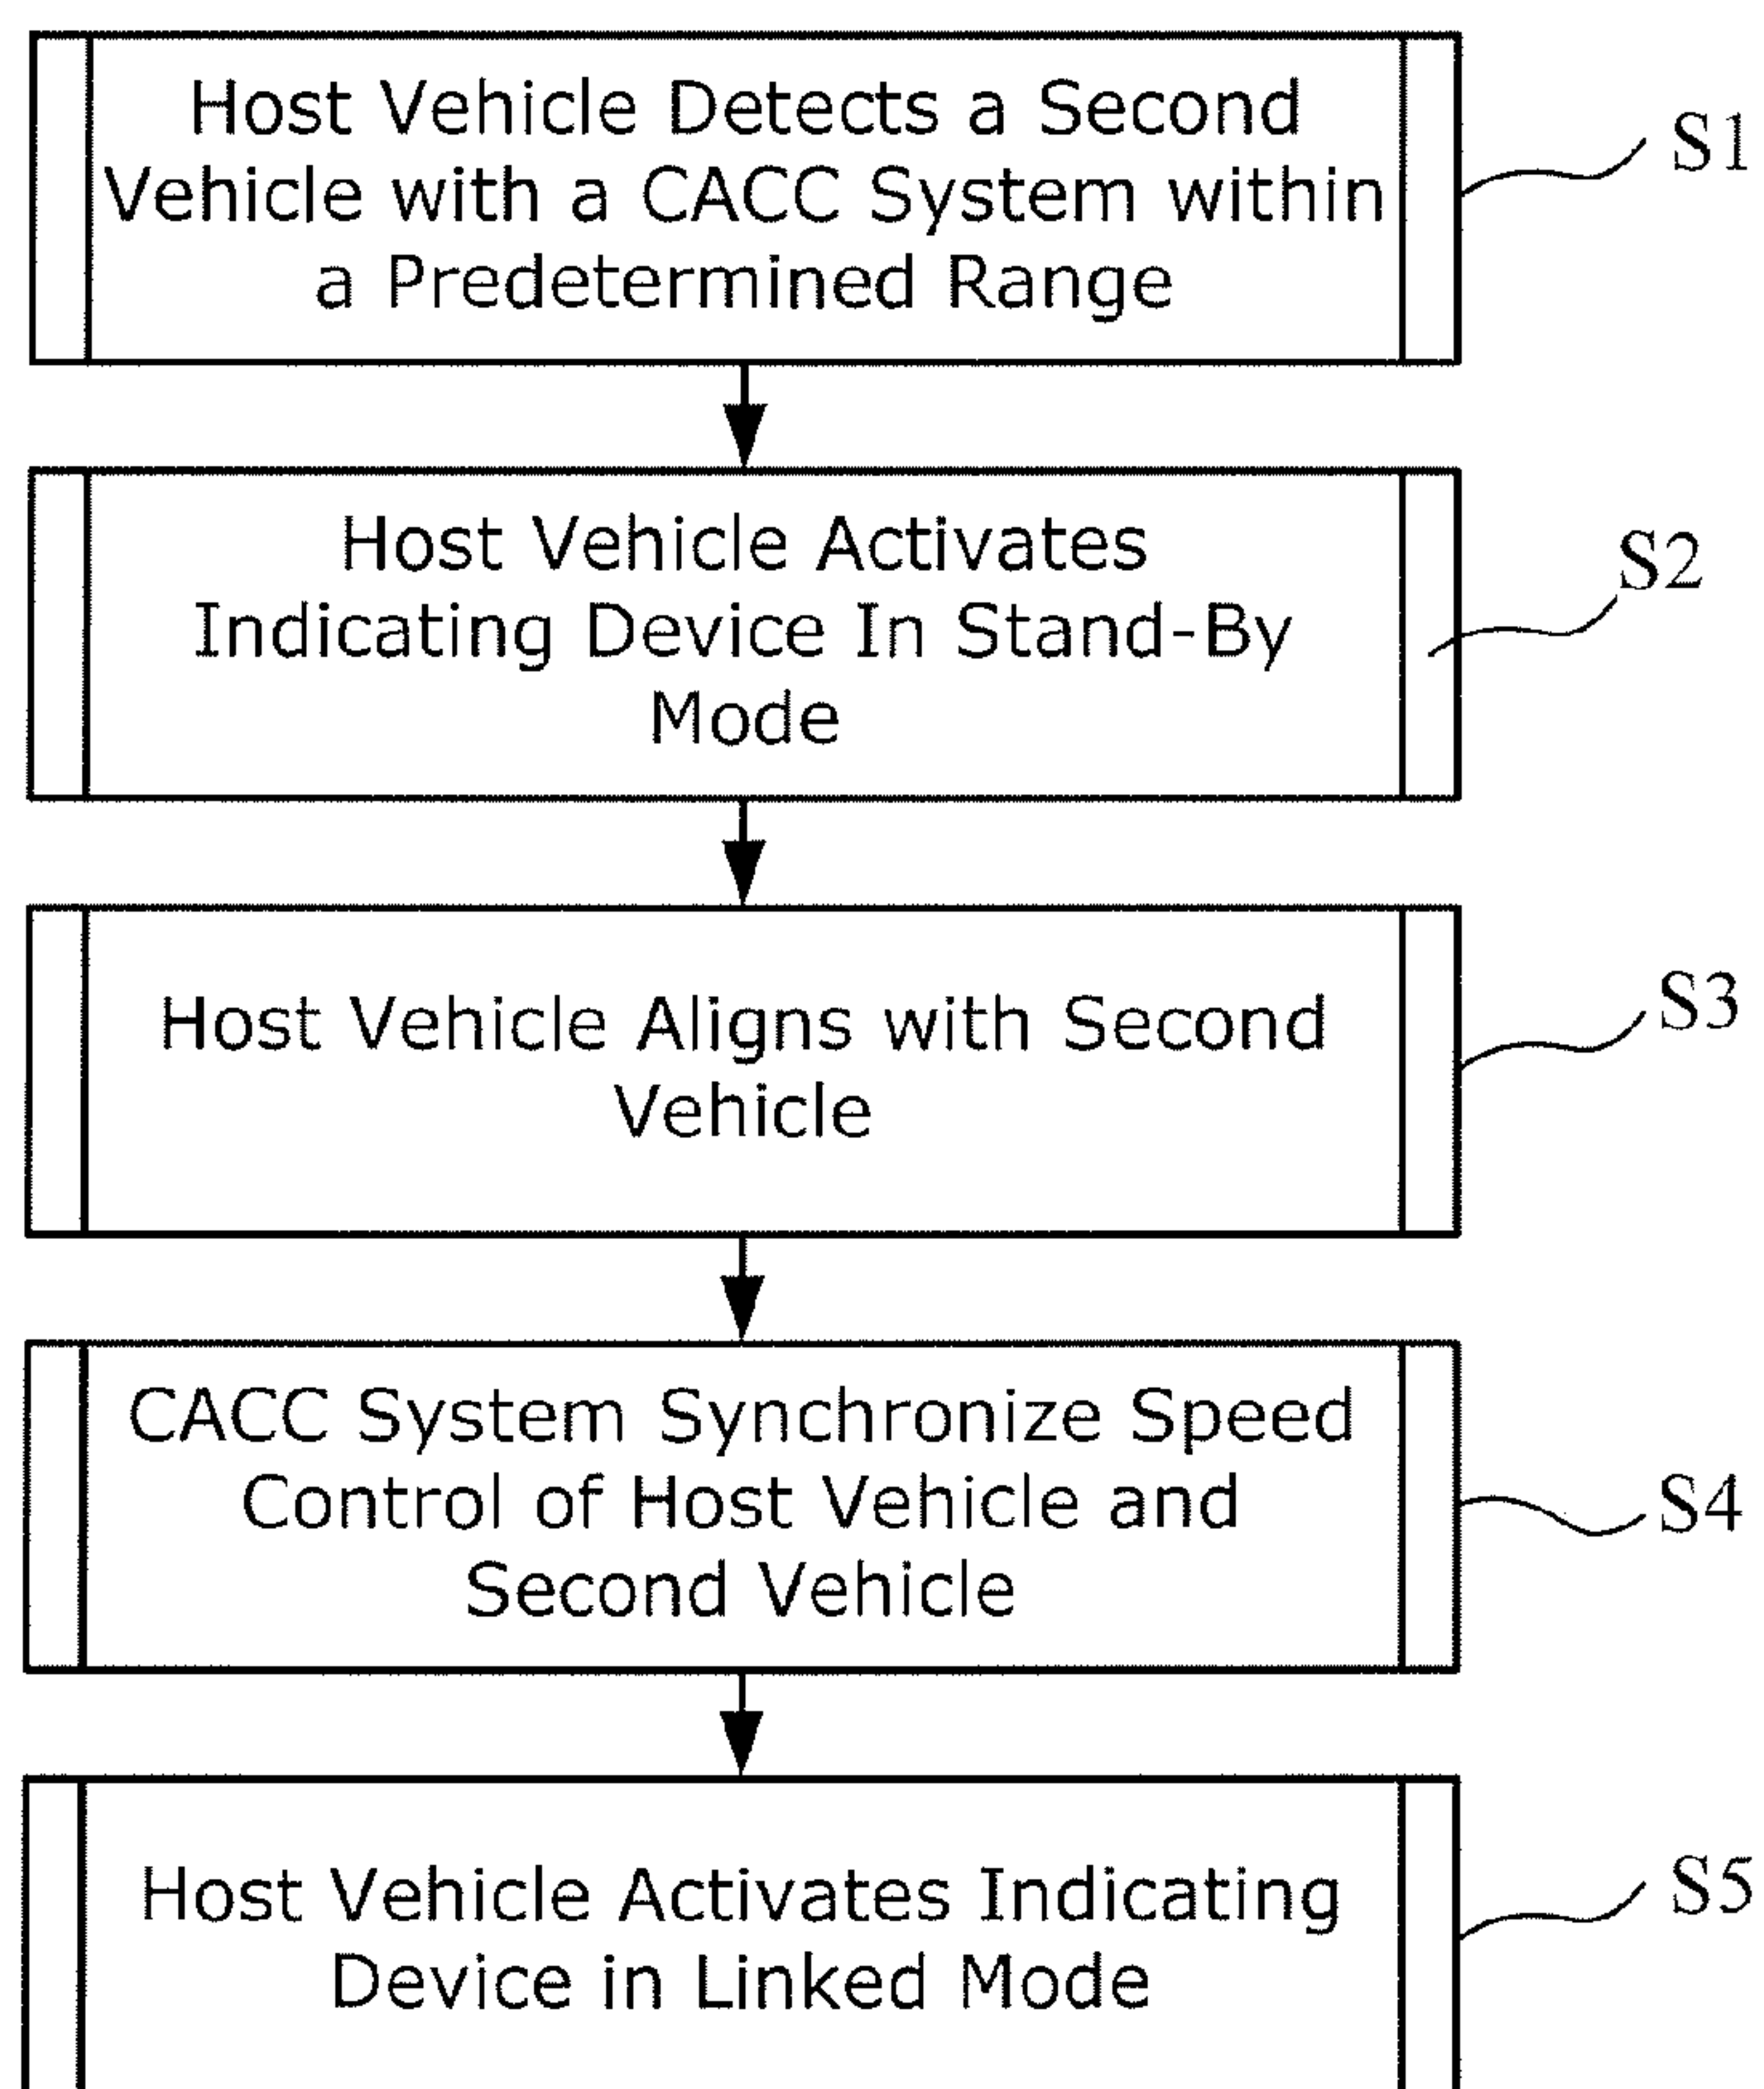 Host Vehicle Detects a Second
Vehicle with a CACC System within
a Predetermined Range
S1
Host Vehicle Activates
Indicating Device In Stand-By
Mode
S2
Host Vehicle Aligns with Second
Vehicle
S3
CACC System Synchronize Speed
Control of Host Vehicle and
Second Vehicle
S4
Host Vehicle Activates Indicating
Device in Linked Mode
S5